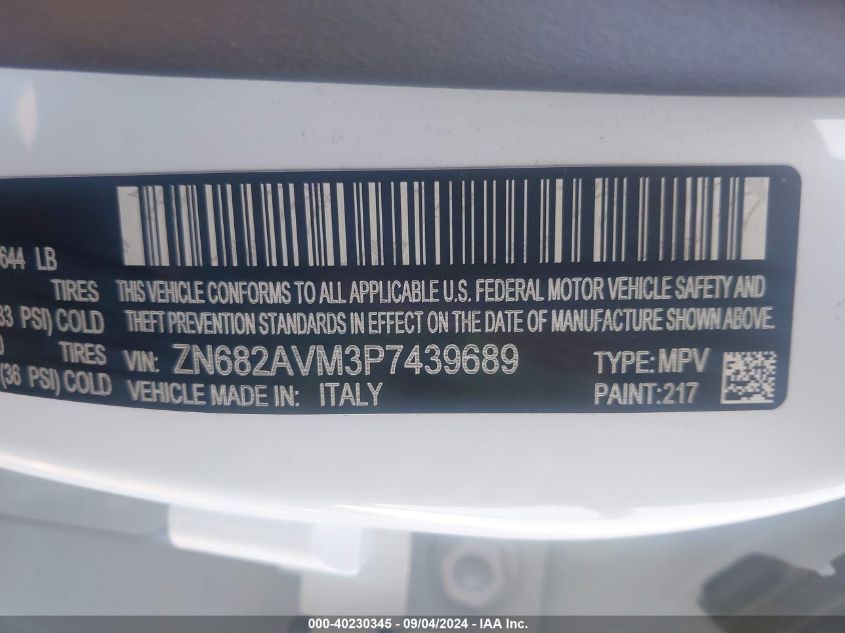 644 LB
TIRES THIS VEHICLE CONFORMS TO ALL APPLICABLE U.S. FEDERAL MOTOR VEHICLE SAFETY AND
33 PSI) COLD THEFT PREVENTION STANDARDS IN EFFECT ON THE DATE OF MANUFACTURE SHOWN ABOVE.
TIRES VIN: ZN682AVM3P7439689 TYPE:MPV
(36 PSI) COLD VEHICLE MADE IN: ITALY PAINT:217
000-40230345 - 09/04/2024 - IAA Inc.